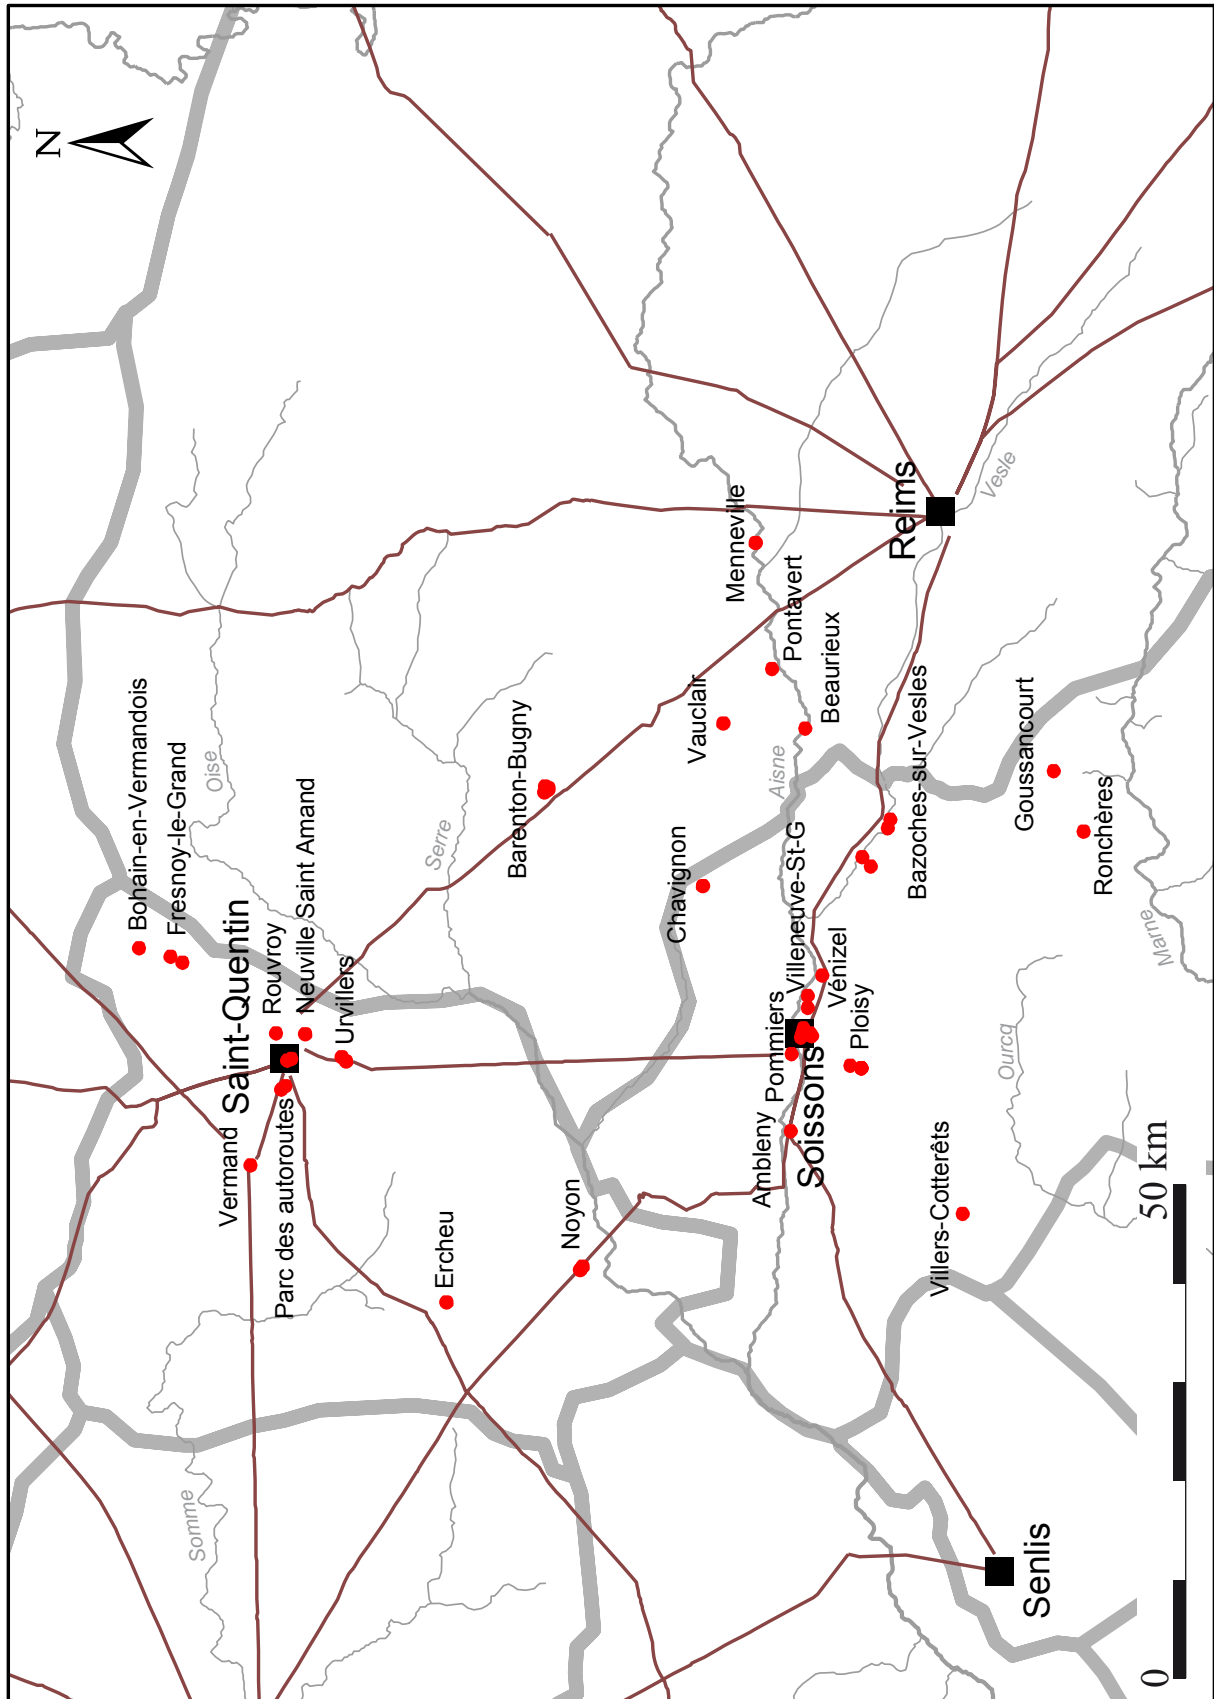 N
Bohain-en-Vermandois
Fresnoy-le-Grand
Oise
Saint-Quentin
Rouvroy
Neuville Saint Amand
Urvillers
Vermand
Parc des autoroutes
Somme
Ercheu
Noyon
Serre
Barenton-Bugny
Chavignon
Vauclair
Menneville
Pontavert
Beaurieux
Aisne
Reims
Vesle
Villeneuve-St-G
Vénizel
Ploisy
Pommiers
Soissons
Ambleny
Bazoches-sur-Vesles
Goussancourt
Ronchères
Marne
Ourcq
Villers-Cotterêts
Senlis
0
50 km